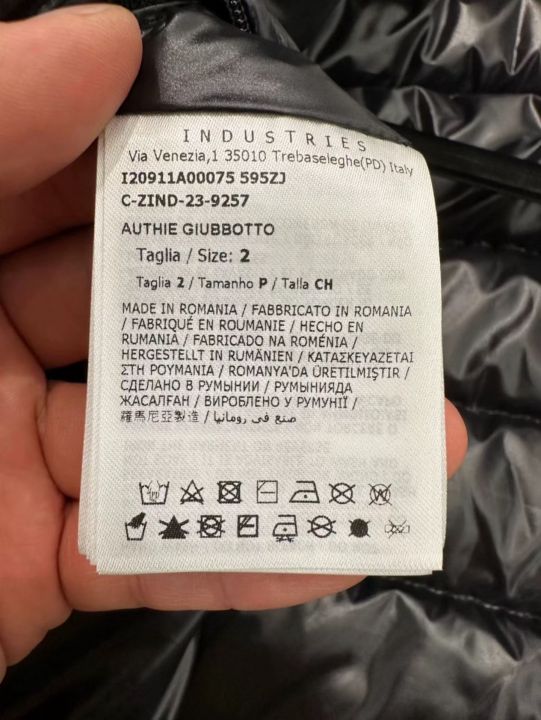 INDUSTRIES
Via Venezia,1 35010 Trebaseleghe(PD) Italy
I20911A00075 595ZJ
C-ZIND-23-9257
AUTHIE GIUBBOTTO
Taglia / Size: 2
Taglia 2 / Tamanho P / Talla CH
MADE IN ROMANIA / FABBRICATO IN ROMANIA
/ FABRIQUÉ EN ROUMANIE / HECHO EN
RUMANIA / FABRICADO NA ROMÉNIA /
HERGESTELLT IN RUMÄNIEN / ΚΑΤΑΣΚΕΥΑΖΕΤΑΙ
ΣΤΗ ΡΟΥΜΑΝΙΑ / ROMANYA'DA ÜRETİLMİŞTİR /
СДЕЛАНО В РУМЫНИИ / РУМЫНИЯДА
ЖАСАЛҒАН / ВИРОБЛЕНО У РУМУНІЇ /
羅馬尼亞製造 / صنع في رومانيا